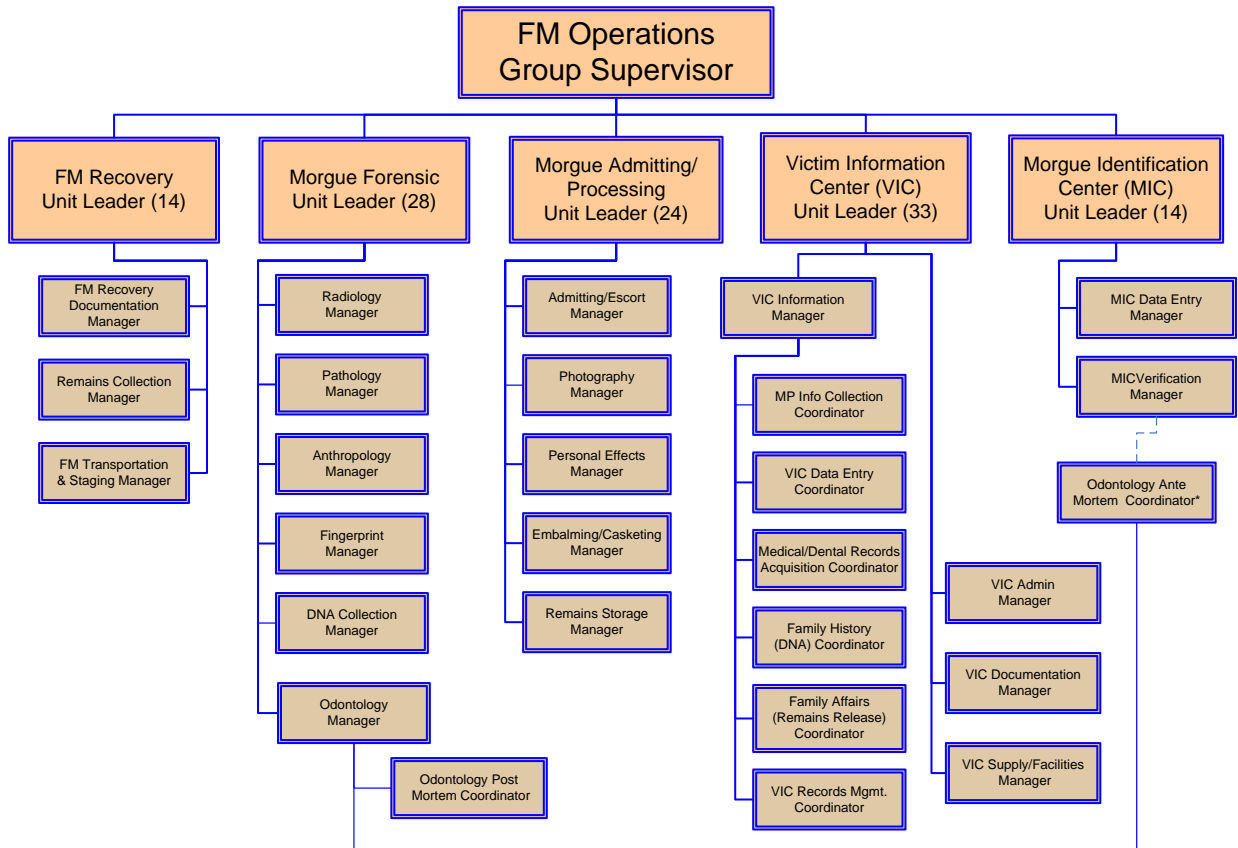 FM Operations
Group Supervisor
FM Recovery
Unit Leader (14)
Morgue Forensic
Unit Leader (28)
Morgue Admitting/
Processing
Unit Leader (24)
Victim Information
Center (VIC)
Unit Leader (33)
Morgue Identification
Center (MIC)
Unit Leader (14)
FM Recovery
Documentation
Manager
Remains Collection
Manager
FM Transportation
& Staging Manager
Radiology
Manager
Pathology
Manager
Anthropology
Manager
Fingerprint
Manager
DNA Collection
Manager
Odontology
Manager
Odontology Post
Mortem Coordinator
Admitting/Escort
Manager
Photography
Manager
Personal Effects
Manager
Embalming/Casketing
Manager
Remains Storage
Manager
VIC Information
Manager
MP Info Collection
Coordinator
VIC Data Entry
Coordinator
Medical/Dental Records
Acquisition Coordinator
Family History
(DNA) Coordinator
Family Affairs
(Remains Release)
Coordinator
VIC Records Mgmt.
Coordinator
VIC Admin
Manager
VIC Documentation
Manager
VIC Supply/Facilities
Manager
MIC Data Entry
Manager
MICVerification
Manager
Odontology Ante
Mortem Coordinator*